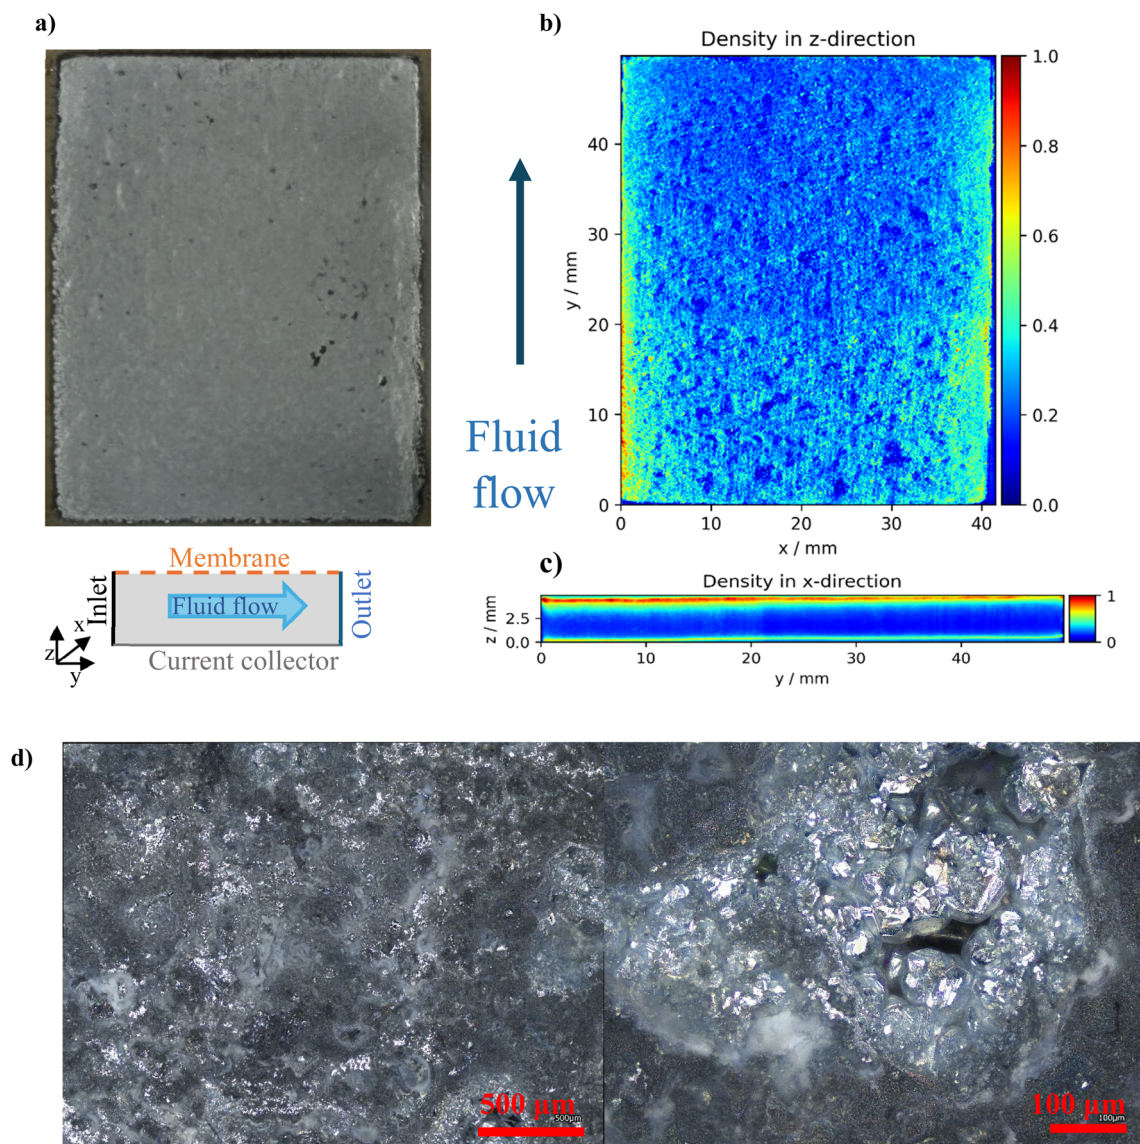 a)
b)
Density in z-direction
1.0
0.8
0.6
0.4
0.2
0.0
40
30
20
10
0
y / mm
0
10
20
30
40
x / mm
Fluid
flow
Membrane
Inlet
Fluid flow
Outlet
Current collector
z
x
y
c)
Density in x-direction
z / mm
2.5
0.0
0
10
20
30
40
y / mm
1
0
d)
500 µm
500µm
100 µm
100µm